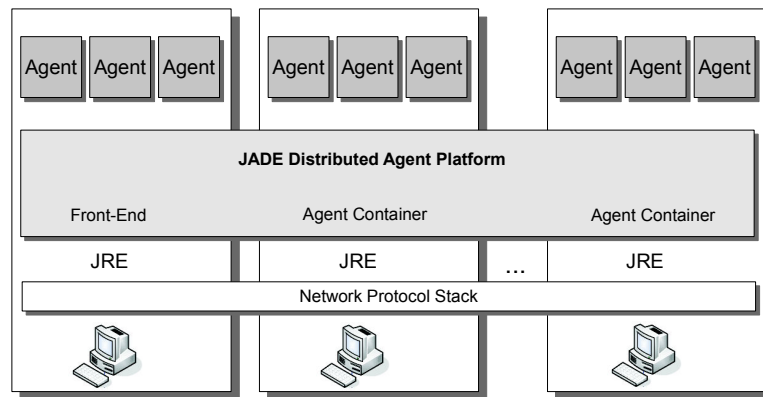 Agent Agent Agent Agent Agent Agent Agent Agent Agent
JADE Distributed Agent Platform
Front-End Agent Container Agent Container
JRE JRE ... JRE
Network Protocol Stack